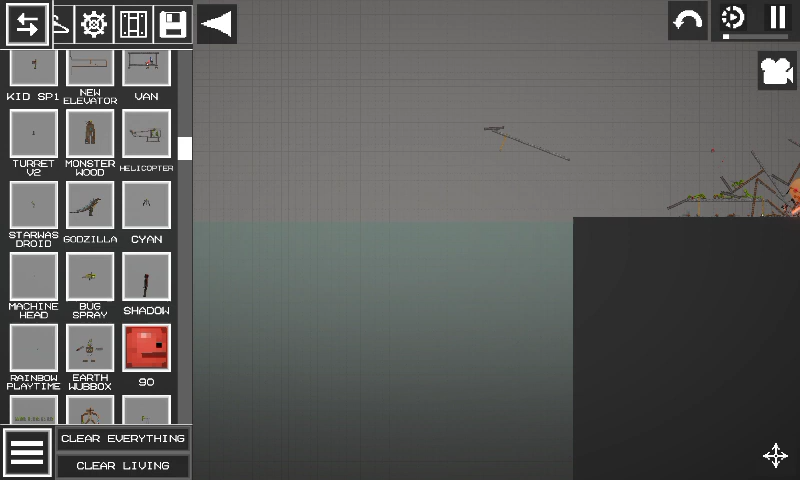 KID SP1
NEW
ELEVATOR
VAN
TURRET
V2
MONSTER
WOOD
HELICOPTER
STARWAS
DROID
GODZILLA
CYAN
MACHINE
HEAD
BUG
SPRAY
SHADOW
RAINBOW
PLAYTIME
EARTH
WUBBOX
90
CLEAR EVERYTHING
CLEAR LIVING